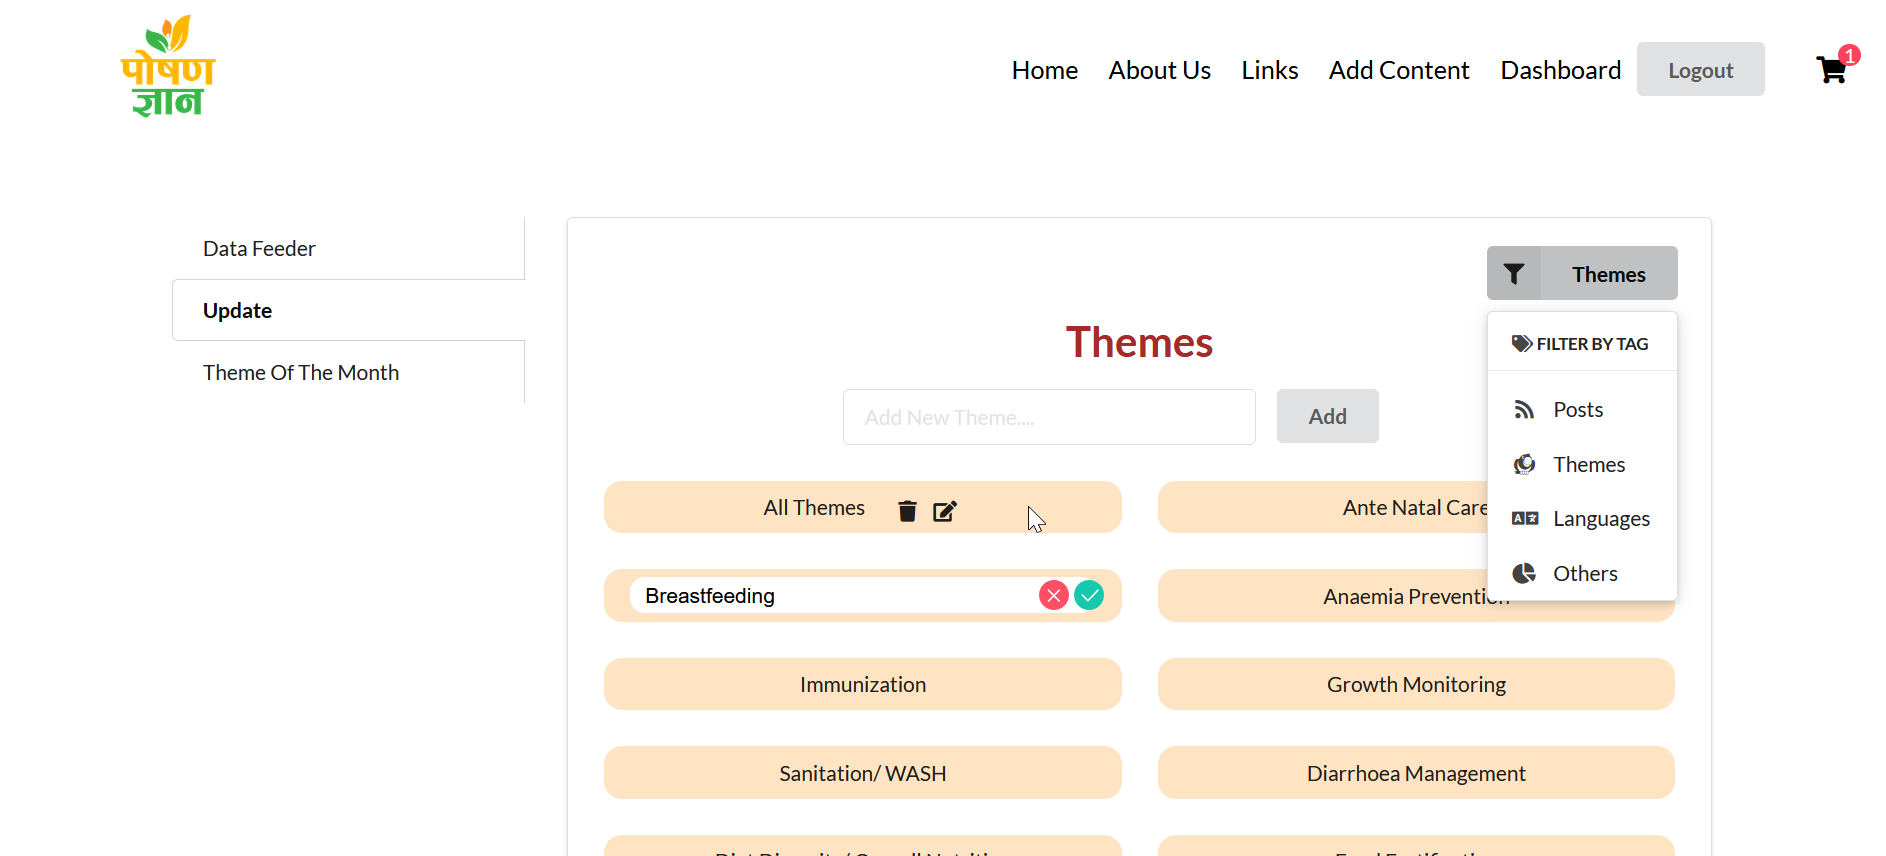 पोषण
ज्ञान
Home
About Us
Links
Add Content
Dashboard
Logout
1
Data Feeder
Update
Theme Of The Month
Themes
FILTER BY TAG
Posts
Themes
Languages
Others
Themes
Add New Theme....
Add
All Themes
Ante Natal Care
Breastfeeding
Anaemia Prevention
Immunization
Growth Monitoring
Sanitation/ WASH
Diarrhoea Management